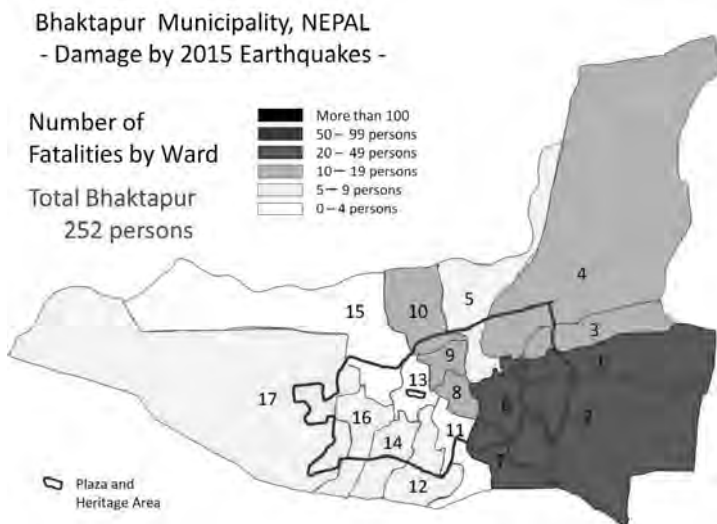 Bhaktapur Municipality, NEPAL
- Damage by 2015 Earthquakes -
Number of
Fatalities by Ward
Total Bhaktapur
252 persons
More than 100
50 – 99 persons
20 – 49 persons
10 – 19 persons
5 – 9 persons
0 – 4 persons
4
15
10
5
3
9
1
13
17
8
6
16
2
11
14
7
12
Plaza and
Heritage Area